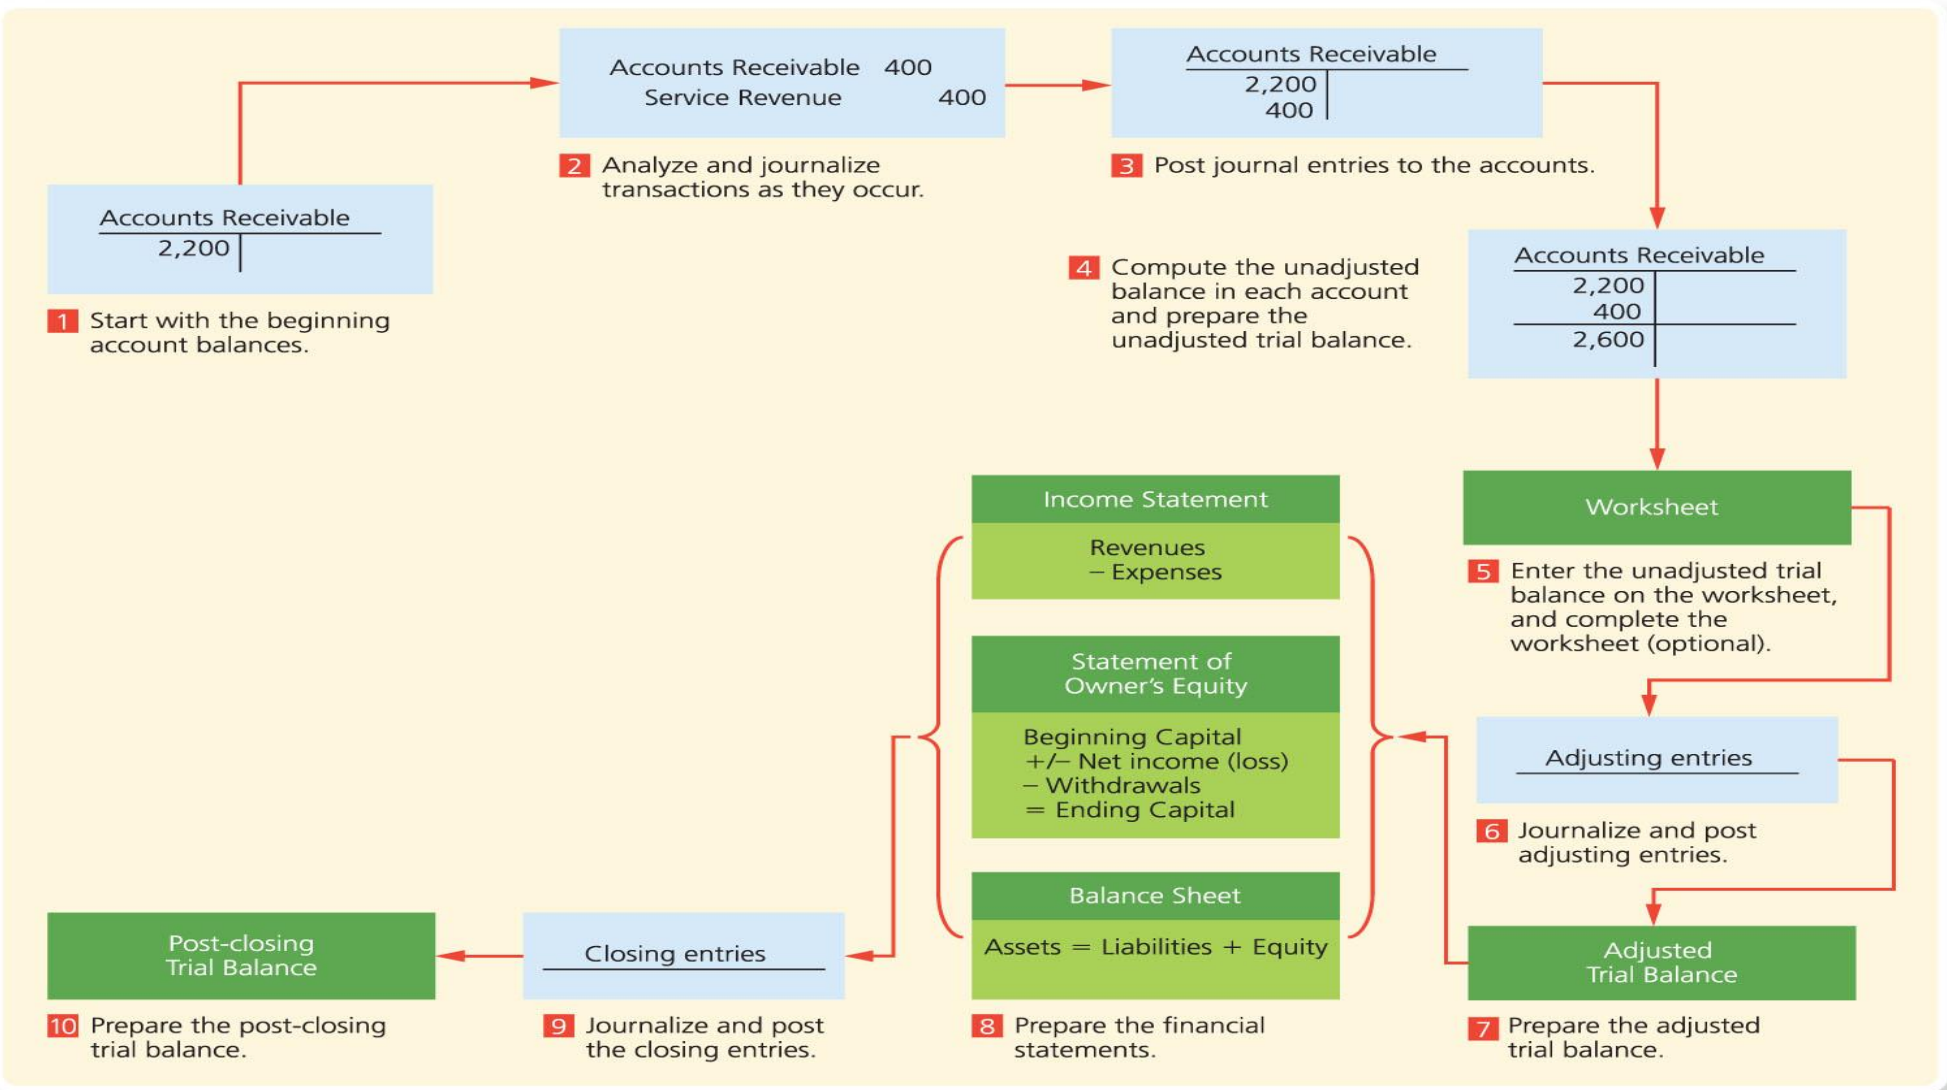 Accounts Receivable
2,200
1 Start with the beginning
account balances.
Accounts Receivable 400
Service Revenue 400
2 Analyze and journalize
transactions as they occur.
Accounts Receivable
2,200
400
3 Post journal entries to the accounts.
Accounts Receivable
2,200
400
2,600
4 Compute the unadjusted
balance in each account
and prepare the
unadjusted trial balance.
Worksheet
5 Enter the unadjusted trial
balance on the worksheet,
and complete the
worksheet (optional).
Adjusting entries
6 Journalize and post
adjusting entries.
Adjusted
Trial Balance
7 Prepare the adjusted
trial balance.
Income Statement
Revenues
– Expenses
Statement of
Owner’s Equity
Beginning Capital
+/– Net income (loss)
– Withdrawals
= Ending Capital
Balance Sheet
Assets = Liabilities + Equity
8 Prepare the financial
statements.
Closing entries
9 Journalize and post
the closing entries.
Post-closing
Trial Balance
10 Prepare the post-closing
trial balance.